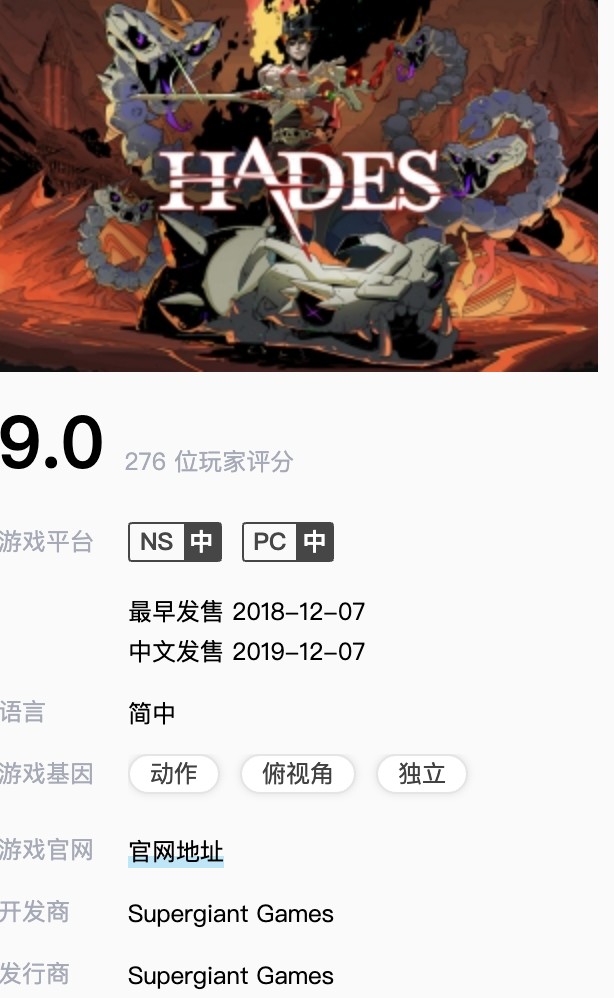 HADES
9.0 276 位玩家评分
游戏平台 NS 中 PC 中
最早发售 2018-12-07
中文发售 2019-12-07
语言 简中
游戏基因 动作 俯视角 独立
游戏官网 官网地址
开发商 Supergiant Games
发行商 Supergiant Games